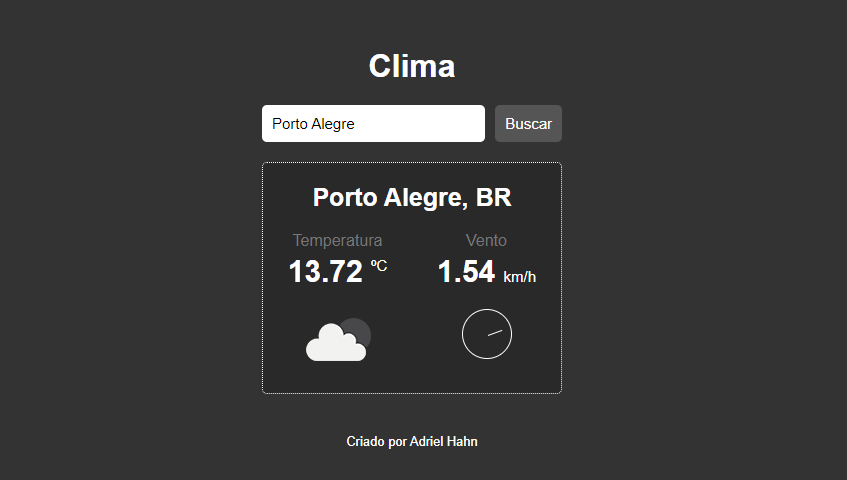 Clima
Porto Alegre
Buscar
Porto Alegre, BR
Temperatura
Vento
13.72 ºC
1.54 km/h
Criado por Adriel Hahn